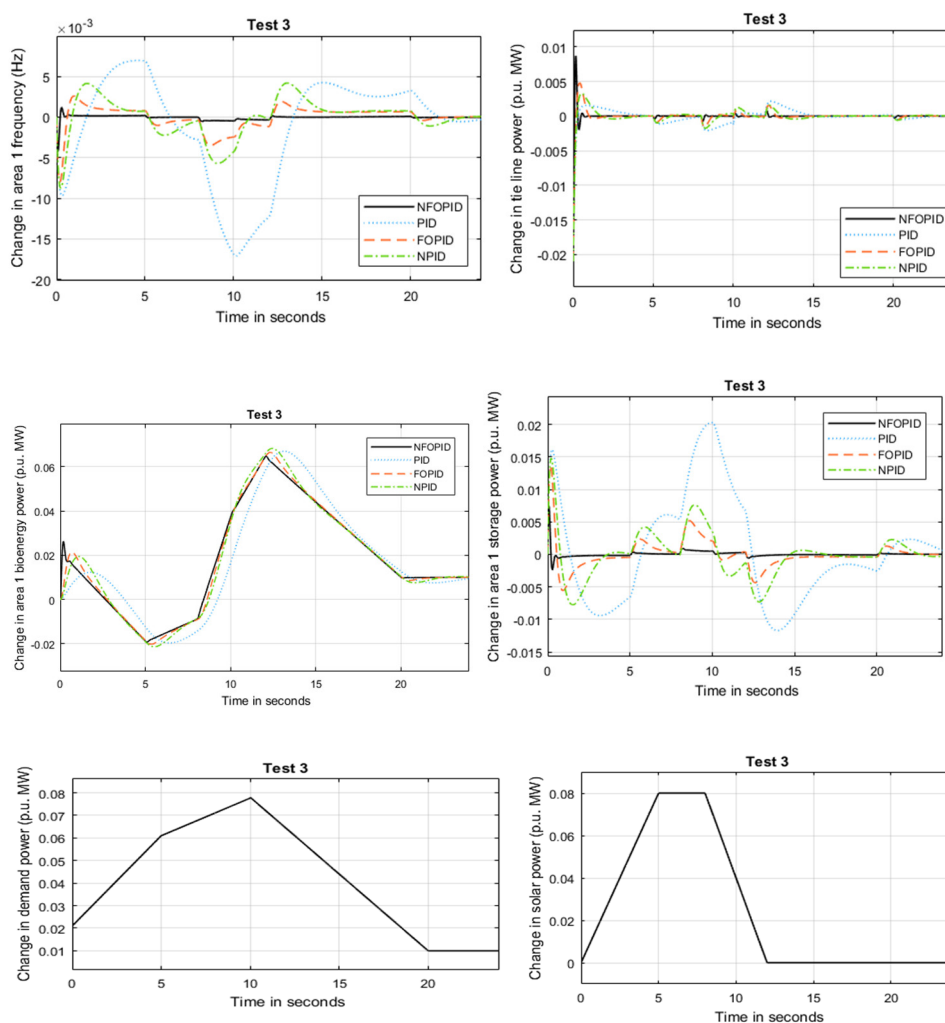 Test 3
×10⁻³
Change in area 1 frequency (Hz)
5
0
-5
-10
-15
-20
NFOPID
PID
FOPID
NPID
0
5
10
15
20
Time in seconds
Test 3
Change in tie line power (p.u. MW)
0.01
0.005
0
-0.005
-0.01
-0.015
-0.02
NFOPID
PID
FOPID
NPID
0
5
10
15
20
Time in seconds
Test 3
Change in area 1 bioenergy power (p.u. MW)
0.06
0.04
0.02
0
-0.02
NFOPID
PID
FOPID
NPID
0
5
10
15
20
Time in seconds
Test 3
Change in area 1 storage power (p.u. MW)
0.02
0.015
0.01
0.005
0
-0.005
-0.01
-0.015
NFOPID
PID
FOPID
NPID
0
5
10
15
20
Time in seconds
Test 3
Change in demand power (p.u. MW)
0.08
0.07
0.06
0.05
0.04
0.03
0.02
0.01
0
5
10
15
20
Time in seconds
Test 3
Change in solar power (p.u. MW)
0.08
0.06
0.04
0.02
0
0
5
10
15
20
Time in seconds